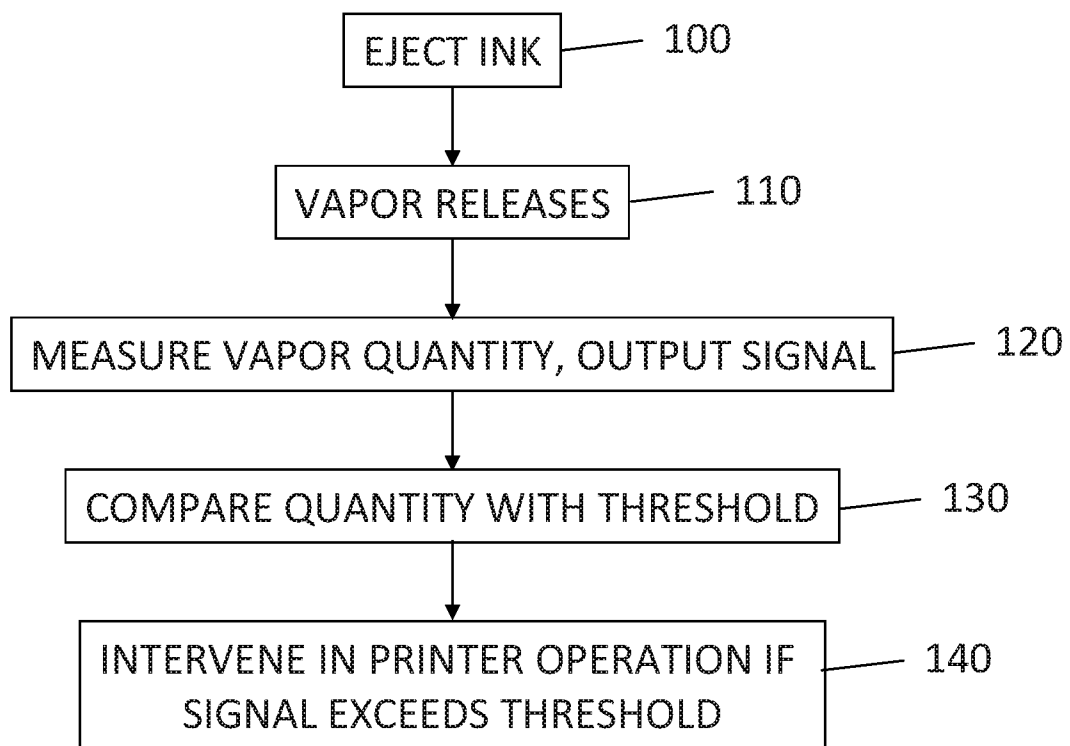 EJECT INK
100
VAPOR RELEASES
110
MEASURE VAPOR QUANTITY, OUTPUT SIGNAL
120
COMPARE QUANTITY WITH THRESHOLD
130
INTERVENE IN PRINTER OPERATION IF
SIGNAL EXCEEDS THRESHOLD
140